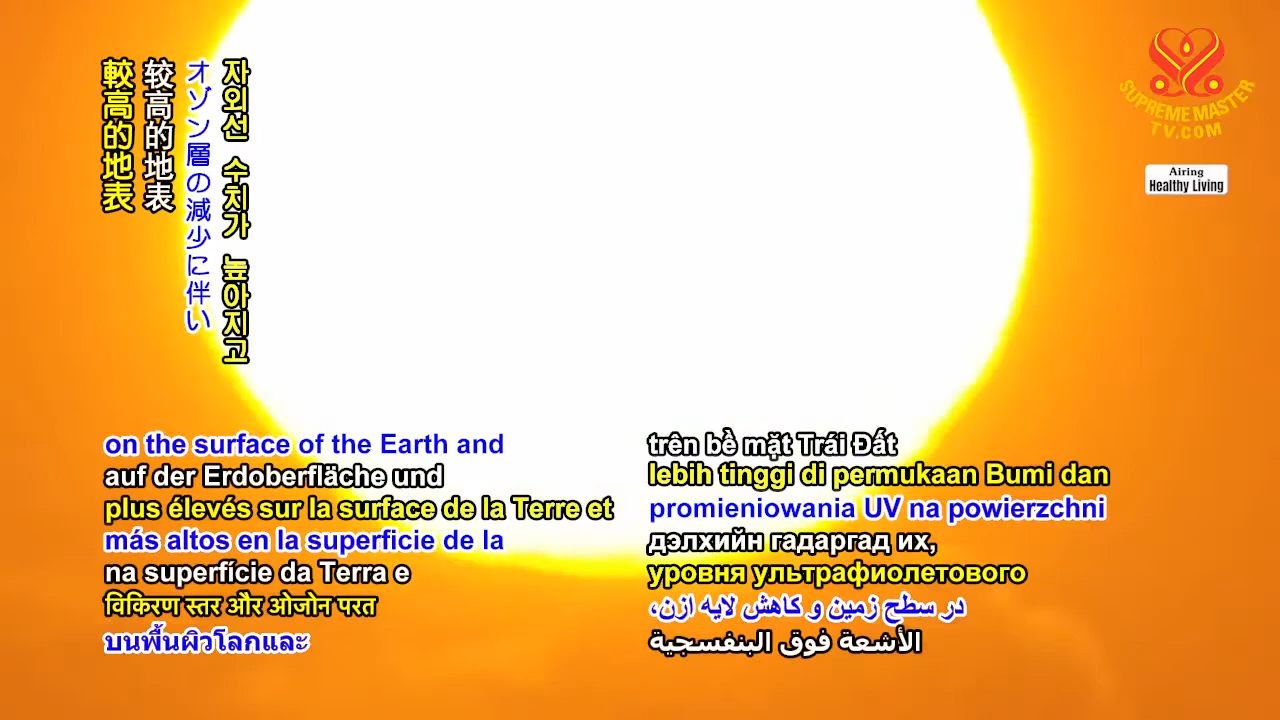 較高的地表
较高的地表
オゾン層の減少に伴い
자외선 수치가 높아지고
SUPREME MASTER
TV.COM
Airing
Healthy Living
on the surface of the Earth and
auf der Erdoberfläche und
plus élevés sur la surface de la Terre et
más altos en la superficie de la
na superfície da Terra e
विकिरण स्तर और ओजोन परत
บนพื้นผิวโลกและ
trên bề mặt Trái Đất
lebih tinggi di permukaan Bumi dan
promieniowania UV na powierzchni
дэлхийн гадаргад их,
уровня ультрафиолетового
در سطح زمین و کاهش لایه ازن،
الأشعة فوق البنفسجية